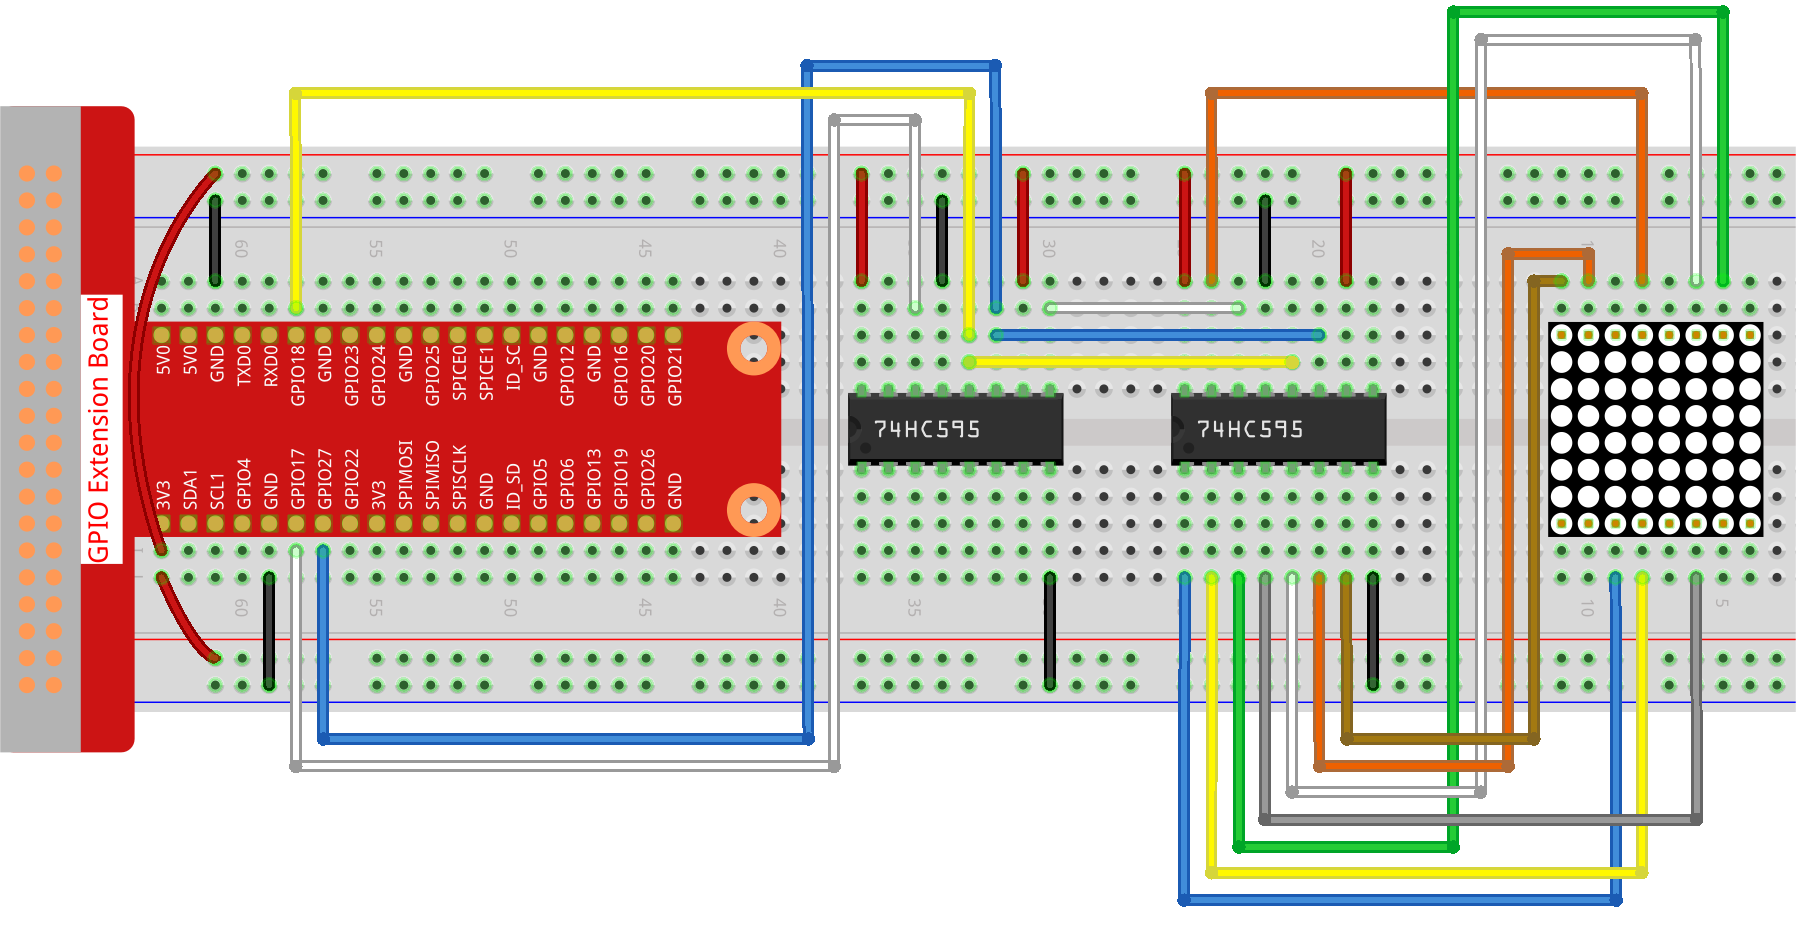 GPIO Extension Board
5V0
5V0
GND
TXD0
RXD0
GPIO18
GND
GPIO23
GPIO24
GND
GPIO25
SPICE0
SPICE1
ID_SC
GND
GPIO12
GND
GPIO16
GPIO20
GPIO21
3V3
SDA1
SCL1
GPIO4
GND
GPIO17
GPIO27
GPIO22
3V3
SPIMOSI
SPIMISO
SPISCLK
GND
ID_SD
GPIO5
GPIO6
GPIO13
GPIO19
GPIO26
GND
60
55
50
45
40
30
20
74HC595
74HC595
60
55
50
45
40
35
10
5